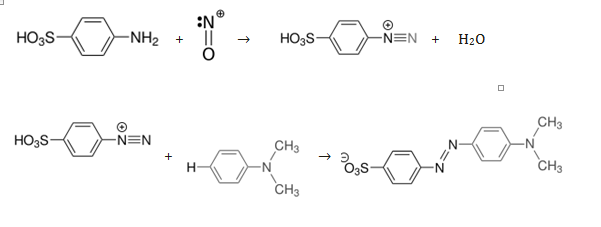 HO₃S NH₂ + :N⊕ || O → HO₃S ⊕ N≡N + H₂O
HO₃S ⊕ N≡N + H N CH₃ CH₃ → ⊖O₃S N=N N CH₃ CH₃